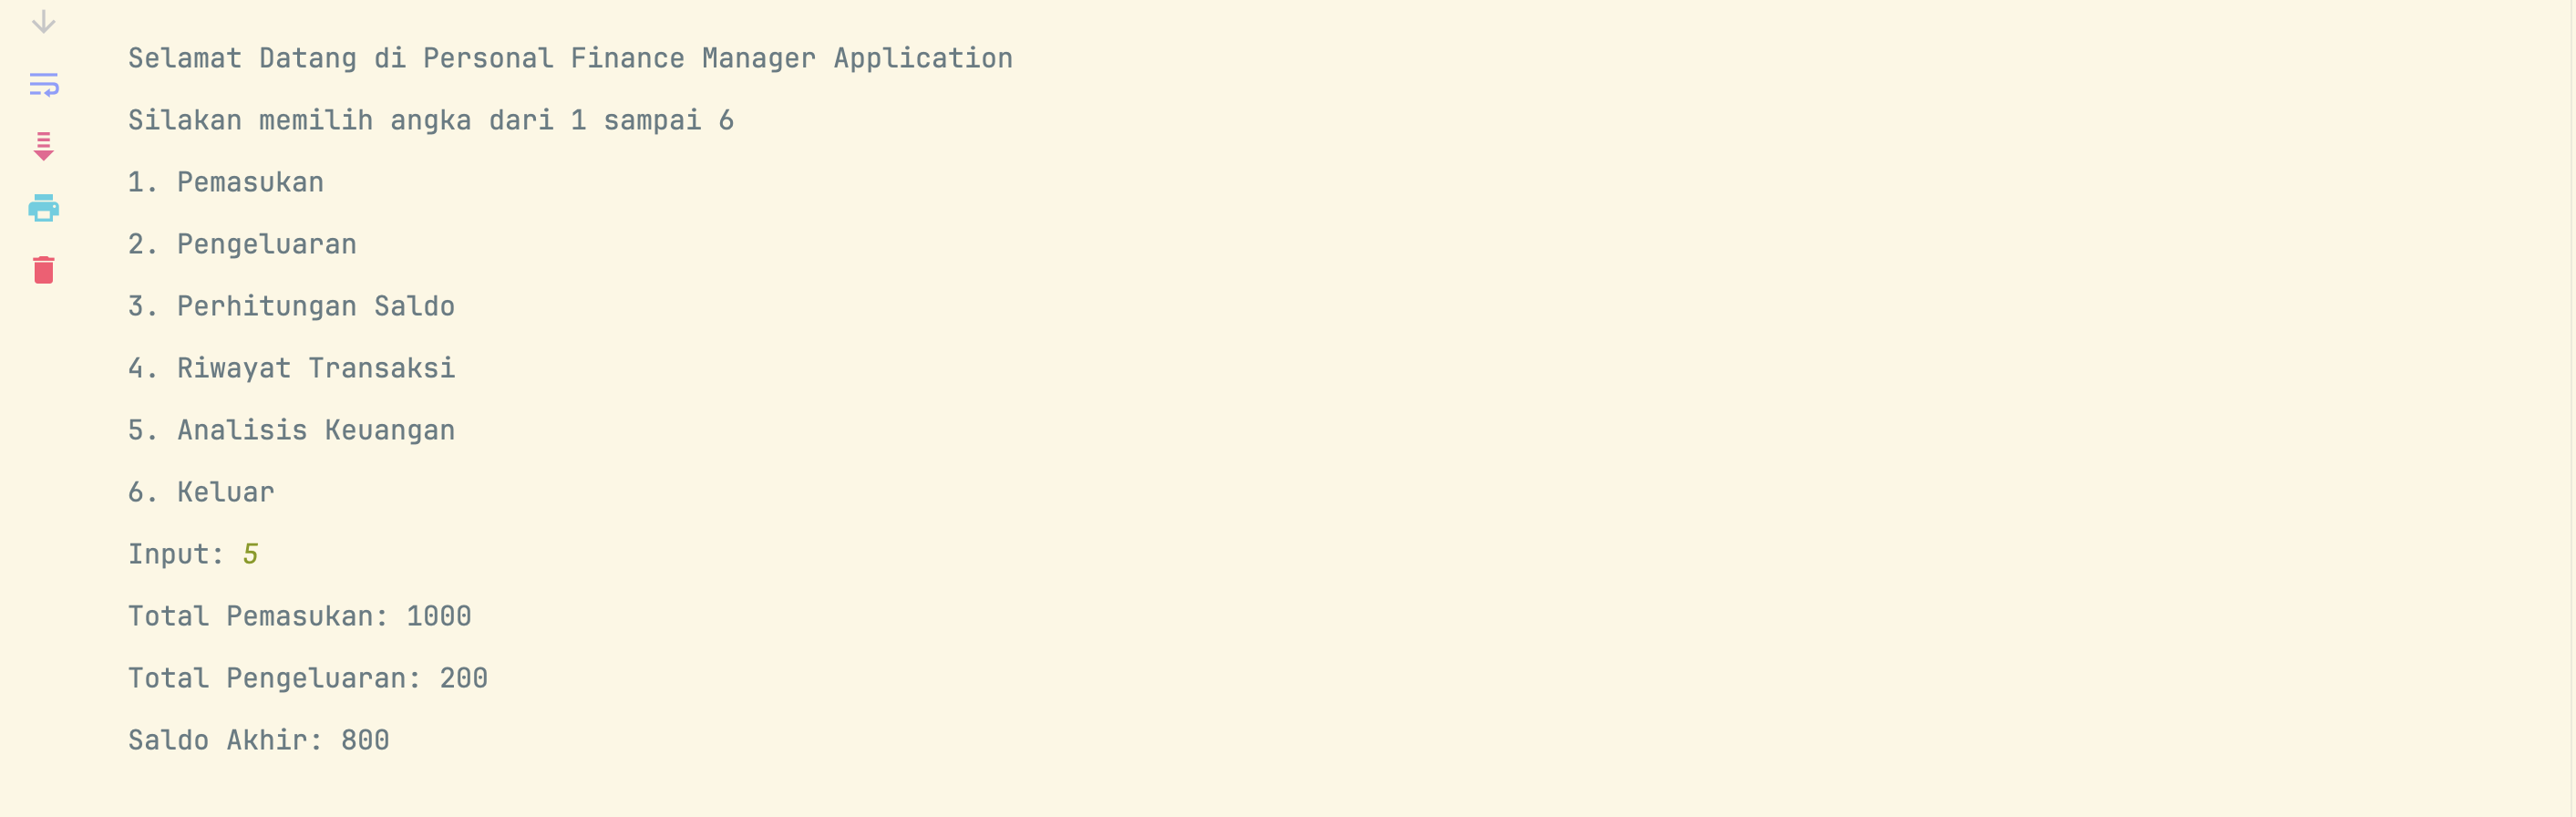 Selamat Datang di Personal Finance Manager Application
Silakan memilih angka dari 1 sampai 6
1. Pemasukan
2. Pengeluaran
3. Perhitungan Saldo
4. Riwayat Transaksi
5. Analisis Keuangan
6. Keluar
Input: 5
Total Pemasukan: 1000
Total Pengeluaran: 200
Saldo Akhir: 800